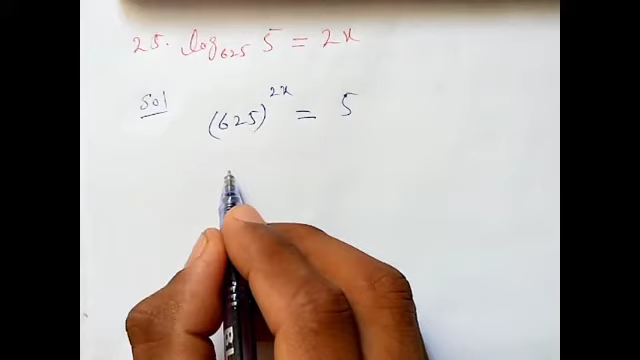 25. log₆₂₅ 5 = 2x
Sol (625)²ˣ = 5